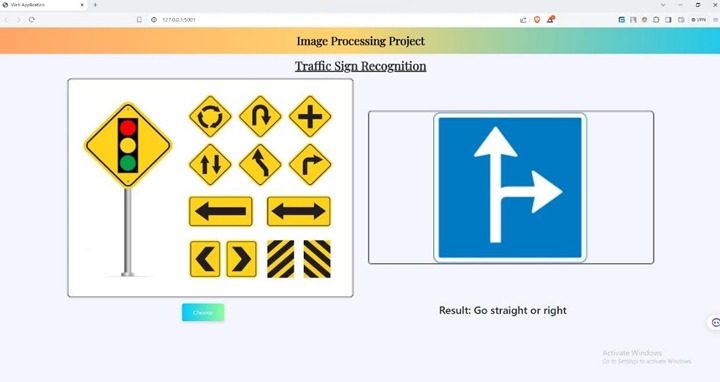 Web Application
127.0.0.1:5001
VPN
Image Processing Project
Traffic Sign Recognition
Choose
Result: Go straight or right
Activate Windows
Go to Settings to activate Windows.